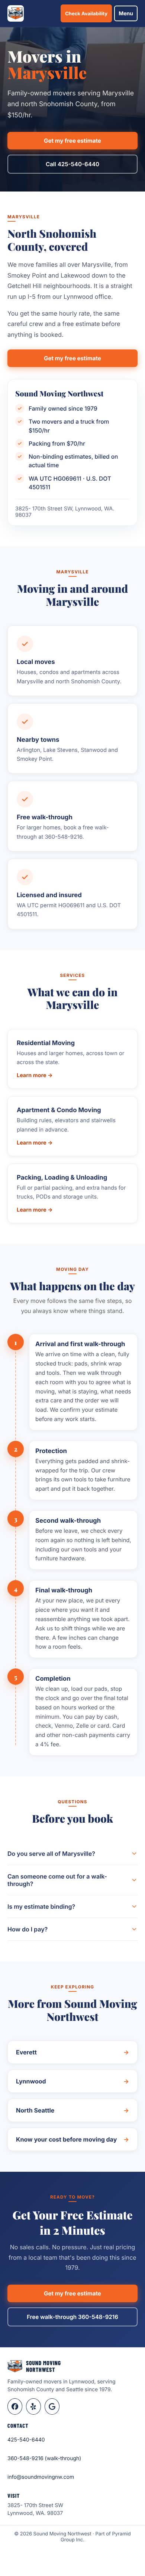 Check Availability
Menu
Movers in
Marysville
Family-owned movers serving Marysville
and north Snohomish County, from
$150/hr.
Get my free estimate
Call 425-540-6440
MARYSVILLE
North Snohomish
County, covered
We move families all over Marysville, from
Smokey Point and Lakewood down to the
Getchell Hill neighborhoods. It is a straight
run up I-5 from our Lynnwood office.
You get the same hourly rate, the same
careful crew and a free estimate before
anything is booked.
Get my free estimate
Sound Moving Northwest
Family owned since 1979
Two movers and a truck from
$150/hr
Packing from $70/hr
Non-binding estimates, billed on
actual time
WA UTC HG069611 · U.S. DOT
4501511
3825- 170th Street SW, Lynnwood, WA.
98037
MARYSVILLE
Moving in and around
Marysville
Local moves
Houses, condos and apartments across
Marysville and north Snohomish County.
Nearby towns
Arlington, Lake Stevens, Stanwood and
Smokey Point.
Free walk-through
For larger homes, book a free walk-
through at 360-548-9216.
Licensed and insured
WA UTC permit HG069611 and U.S. DOT
4501511.
SERVICES
What we can do in
Marysville
Residential Moving
Houses and larger homes, across town or
across the state.
Learn more →
Apartment & Condo Moving
Building rules, elevators and stairwells
planned in advance.
Learn more →
Packing, Loading & Unloading
Full or partial packing, and extra hands for
trucks, PODs and storage units.
Learn more →
MOVING DAY
What happens on the day
Every move follows the same five steps, so
you always know where things stand.
1
Arrival and first walk-through
We arrive on time with a clean, fully
stocked truck: pads, shrink wrap
and tools. Then we walk through
each room with you to agree what is
moving, what is staying, what needs
extra care and the order we will
load. We confirm your estimate
before any work starts.
2
Protection
Everything gets padded and shrink-
wrapped for the trip. Our crew
brings its own tools to take furniture
apart and put it back together.
3
Second walk-through
Before we leave, we check every
room again so nothing is left behind,
including our own tools and your
furniture hardware.
4
Final walk-through
At your new place, we put every
piece where you want it and
reassemble anything we took apart.
Ask us to shift things while we are
there. A few inches can change
how a room feels.
5
Completion
We clean up, load our pads, stop
the clock and go over the final total
based on hours worked or the
minimum. You can pay by cash,
check, Venmo, Zelle or card. Card
and other non-cash payments carry
a 4% fee.
QUESTIONS
Before you book
Do you serve all of Marysville?
Can someone come out for a walk-
through?
Is my estimate binding?
How do I pay?
KEEP EXPLORING
More from Sound Moving
Northwest
Everett →
Lynnwood →
North Seattle →
Know your cost before moving day →
READY TO MOVE?
Get Your Free Estimate
in 2 Minutes
No sales calls. No pressure. Just real pricing
from a local team that's been doing this since
1979.
Get my free estimate
Free walk-through 360-548-9216
SOUND MOVING
NORTHWEST
Family-owned movers in Lynnwood, serving
Snohomish County and Seattle since 1979.
CONTACT
425-540-6440
360-548-9216 (walk-through)
info@soundmovingnw.com
VISIT
3825- 170th Street SW
Lynnwood, WA. 98037
© 2026 Sound Moving Northwest · Part of Pyramid
Group Inc.